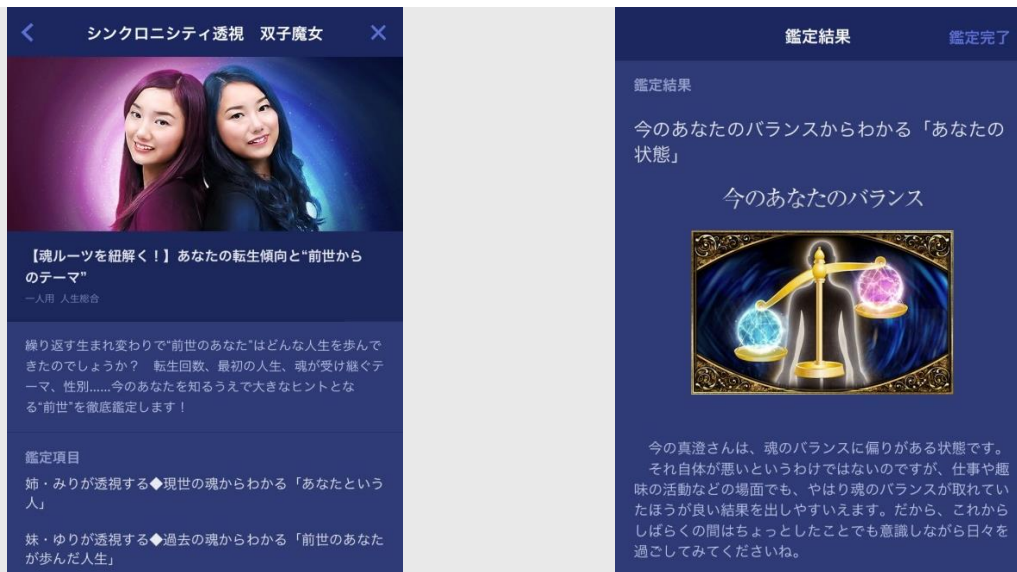 シンクロニシティ透視 双子魔女
【魂ルーツを紐解く！】あなたの転生傾向と“前世から
のテーマ”
一人用 人生総合
繰り返す生まれ変わりで“前世のあなた”はどんな人生を歩んで
きたのでしょうか？ 転生回数、最初の人生、魂が受け継ぐテ
ーマ、性別……今のあなたを知るうえで大きなヒントとな
る“前世”を徹底鑑定します！
鑑定項目
姉・みりが透視する◆現世の魂からわかる「あなたという
人」
妹・ゆりが透視する◆過去の魂からわかる「前世のあなた
が歩んだ人生」
鑑定結果
鑑定完了
鑑定結果
今のあなたのバランスからわかる「あなたの
状態」
今のあなたのバランス
今の真澄さんは、魂のバランスに偏りがある状態です。
それ自体が悪いというわけではないのですが、仕事や趣
味の活動などの場面でも、やはり魂のバランスが取れてい
たほうが良い結果を出しやすいえます。だから、これから
しばらくの間はちょっとしたことでも意識しながら日々を
過ごしてみてくださいね。